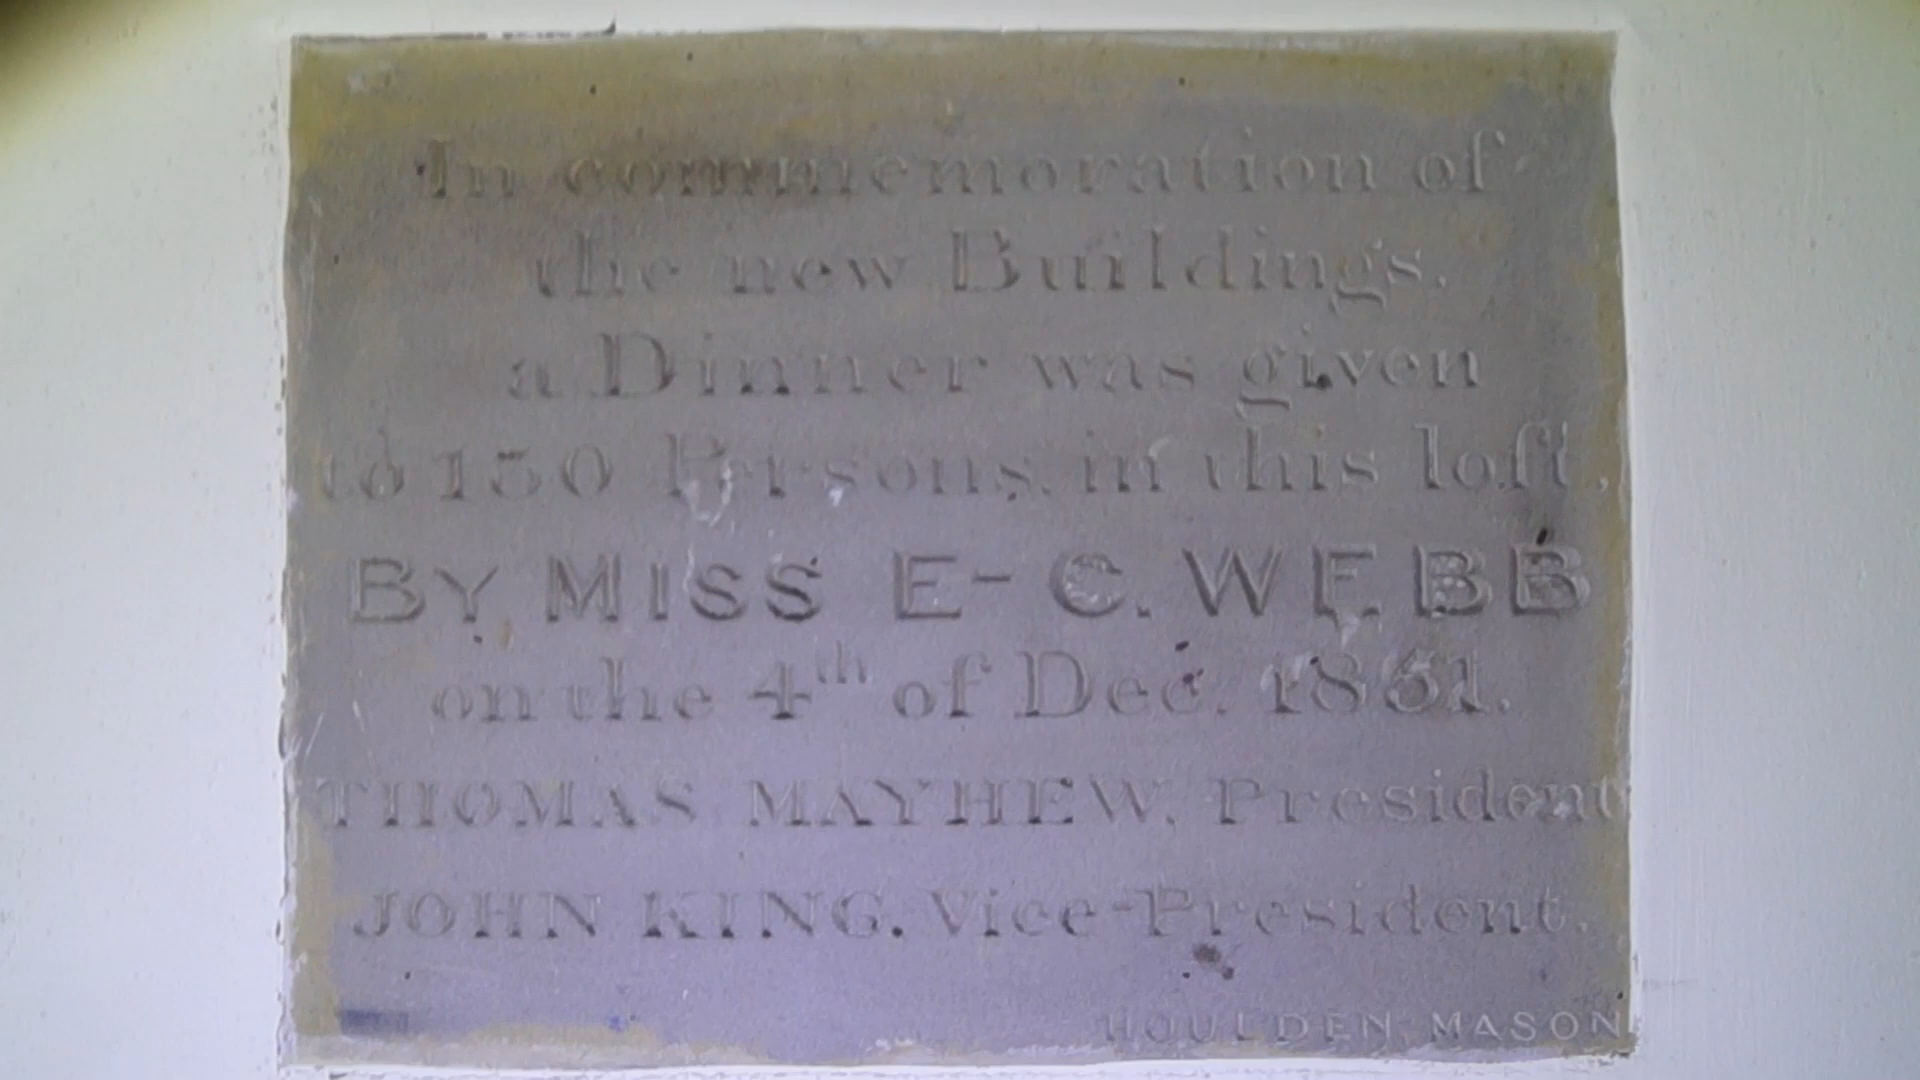 In commemoration of
the new Buildings.
a Dinner was given
to 150 Persons. in this loft.
BY MISS E-C. WEBB
on the 4th of Dec. 1851.
THOMAS MAYHEW. President
JOHN KING. Vice-President.
HOULDEN. MASON